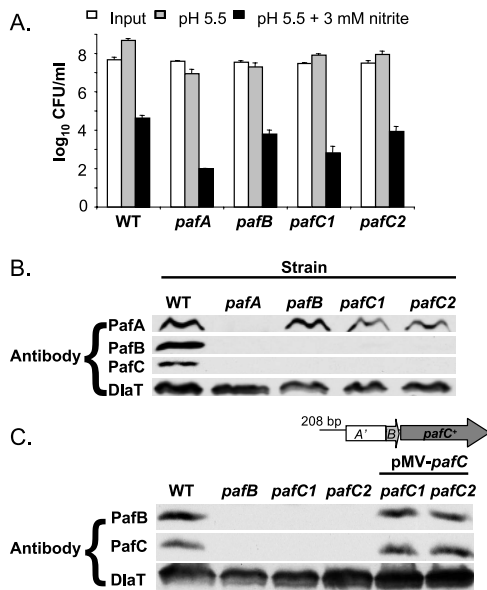 A.
Input pH 5.5 pH 5.5 + 3 mM nitrite
log10 CFU/ml
10
8
6
4
2
0
WT pafA pafB pafC1 pafC2
B.
Strain
WT pafA pafB pafC1 pafC2
Antibody
PafA
PafB
PafC
DlaT
208 bp
A' B pafC+
C.
pMV-pafC
WT pafB pafC1 pafC2 pafC1 pafC2
Antibody
PafB
PafC
DlaT